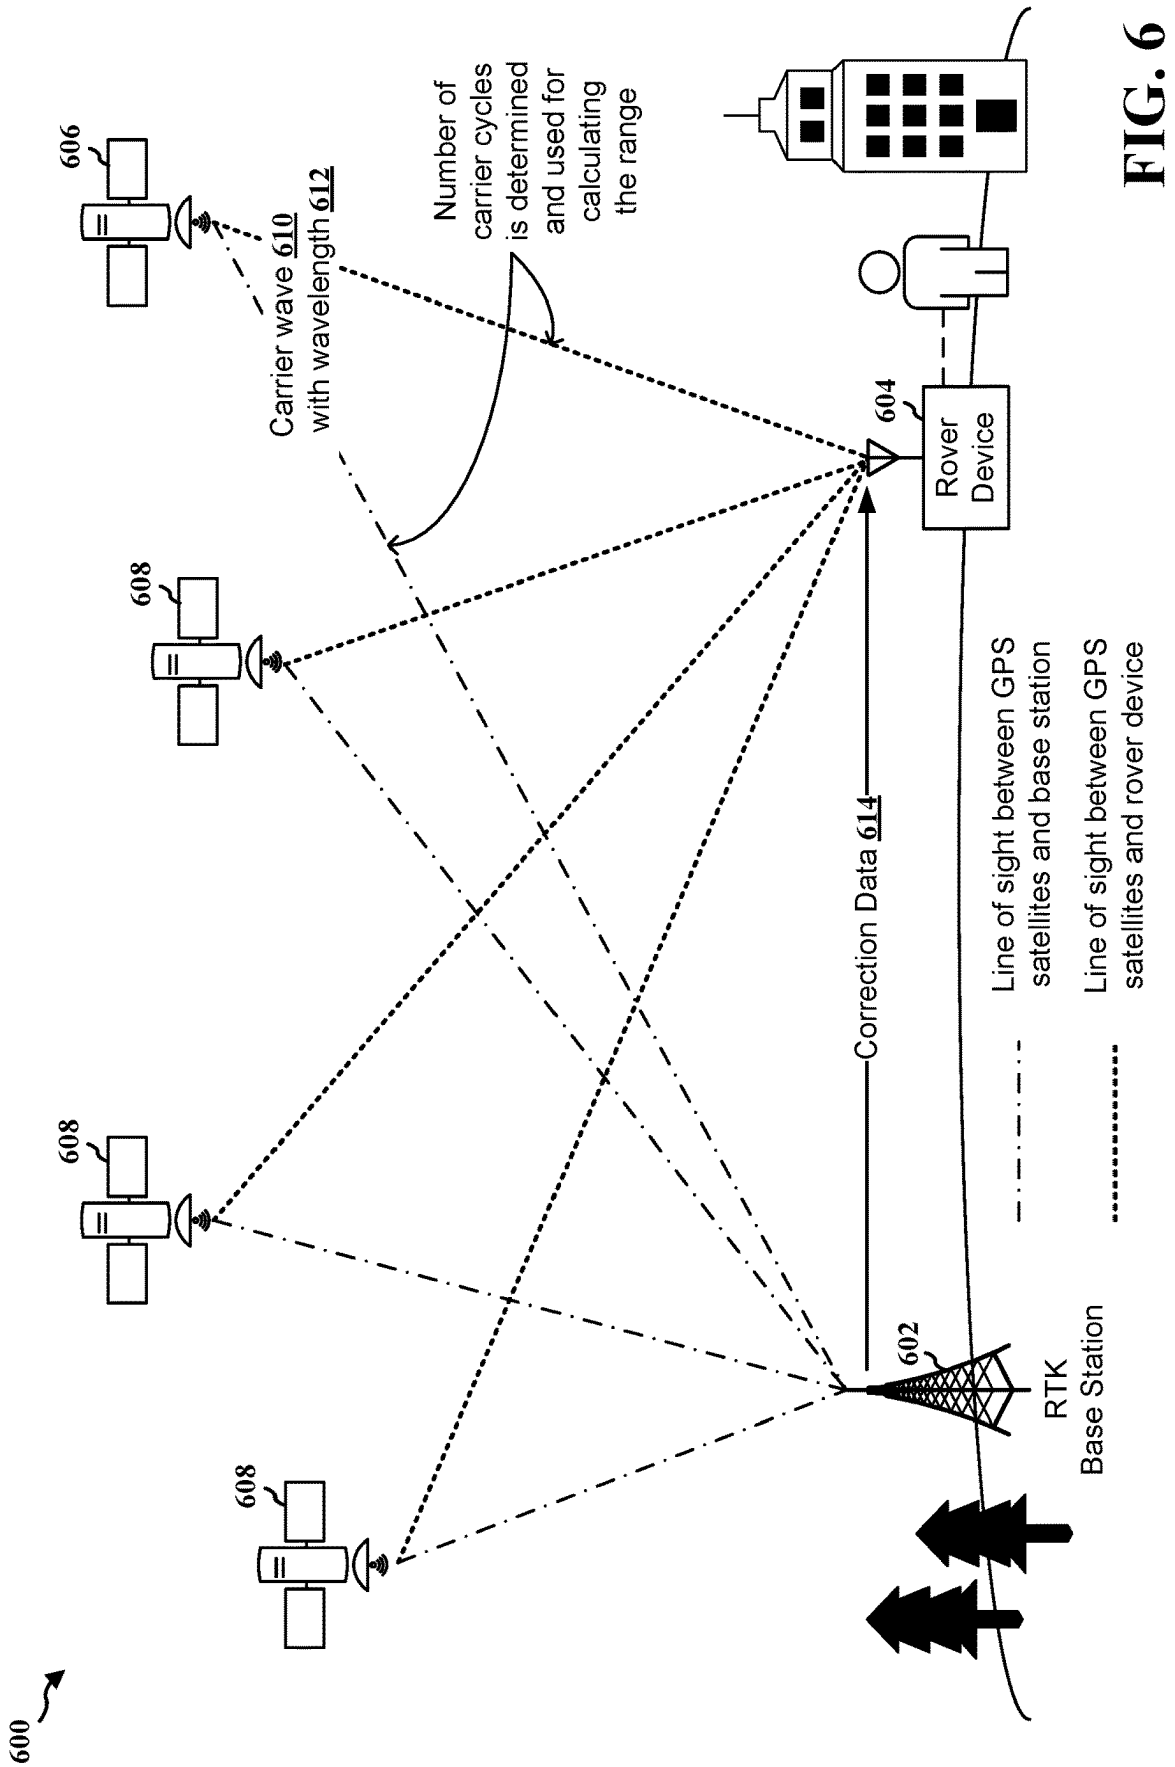 600
606
608
608
608
Carrier wave 610
with wavelength 612
Number of
carrier cycles
is determined
and used for
calculating
the range
Correction Data 614
602
604
Rover
Device
RTK
Base Station
Line of sight between GPS
satellites and base station
Line of sight between GPS
satellites and rover device
FIG. 6